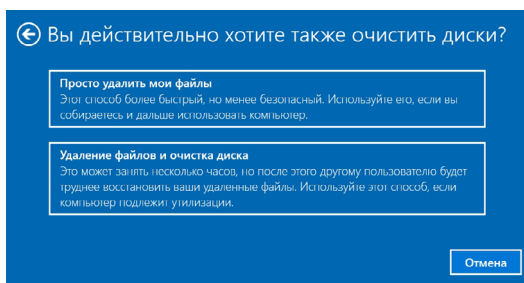 Вы действительно хотите также очистить диски?
Просто удалить мои файлы
Этот способ более быстрый, но менее безопасный. Используйте его, если вы
собираетесь и дальше использовать компьютер.
Удаление файлов и очистка диска
Это может занять несколько часов, но после этого другому пользователю будет
труднее восстановить ваши удаленные файлы. Используйте этот способ, если
компьютер подлежит утилизации.
Отмена